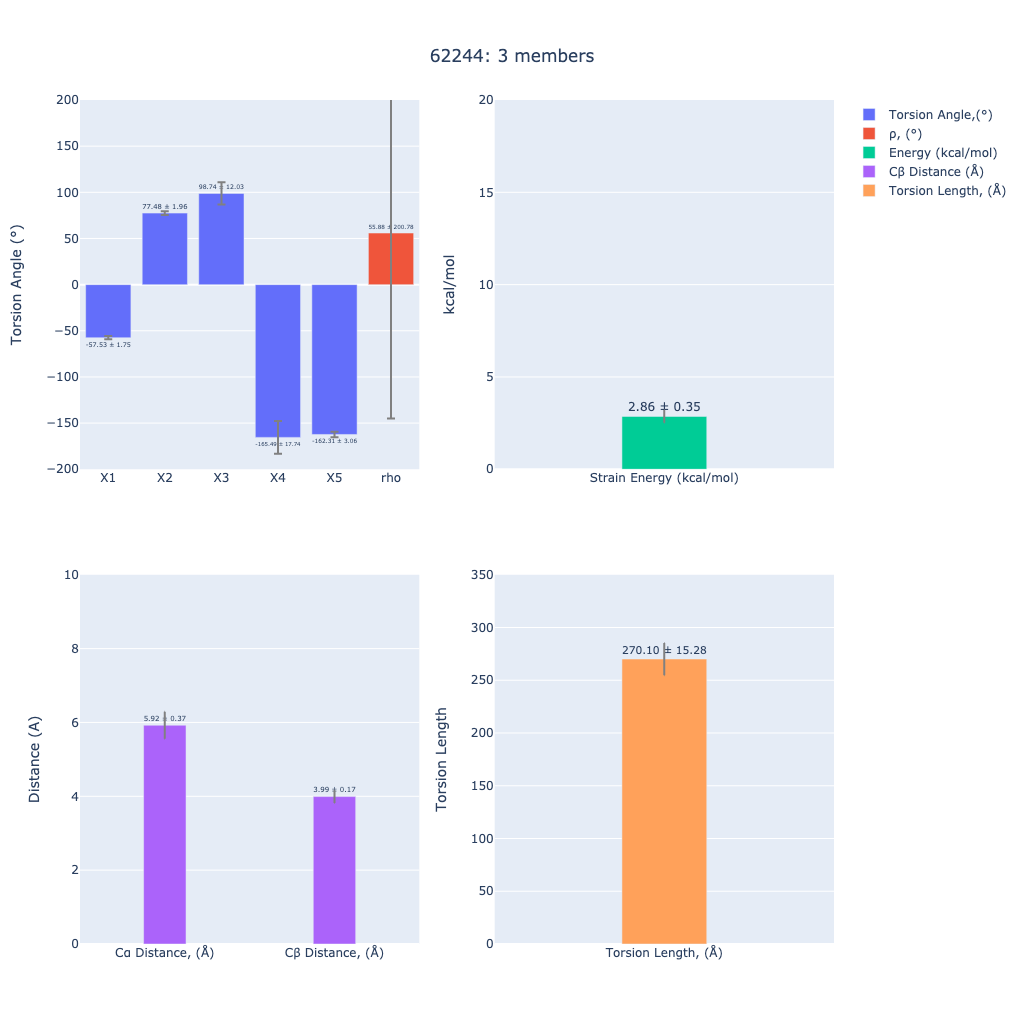 62244: 3 members
Torsion Angle (°)
200
150
100
50
0
−50
−100
−150
−200
-57.53 ± 1.75
77.48 ± 1.96
98.74 ± 12.03
-165.49 ± 17.74
-162.31 ± 3.06
55.88 ± 200.78
X1 X2 X3 X4 X5 rho
kcal/mol
20
15
10
5
0
2.86 ± 0.35
Strain Energy (kcal/mol)
Torsion Angle,(°)
ρ, (°)
Energy (kcal/mol)
Cβ Distance (Å)
Torsion Length, (Å)
Distance (A)
10
8
6
4
2
0
5.92 ± 0.37
3.99 ± 0.17
Cα Distance, (Å) Cβ Distance, (Å)
Torsion Length
350
300
250
200
150
100
50
0
270.10 ± 15.28
Torsion Length, (Å)